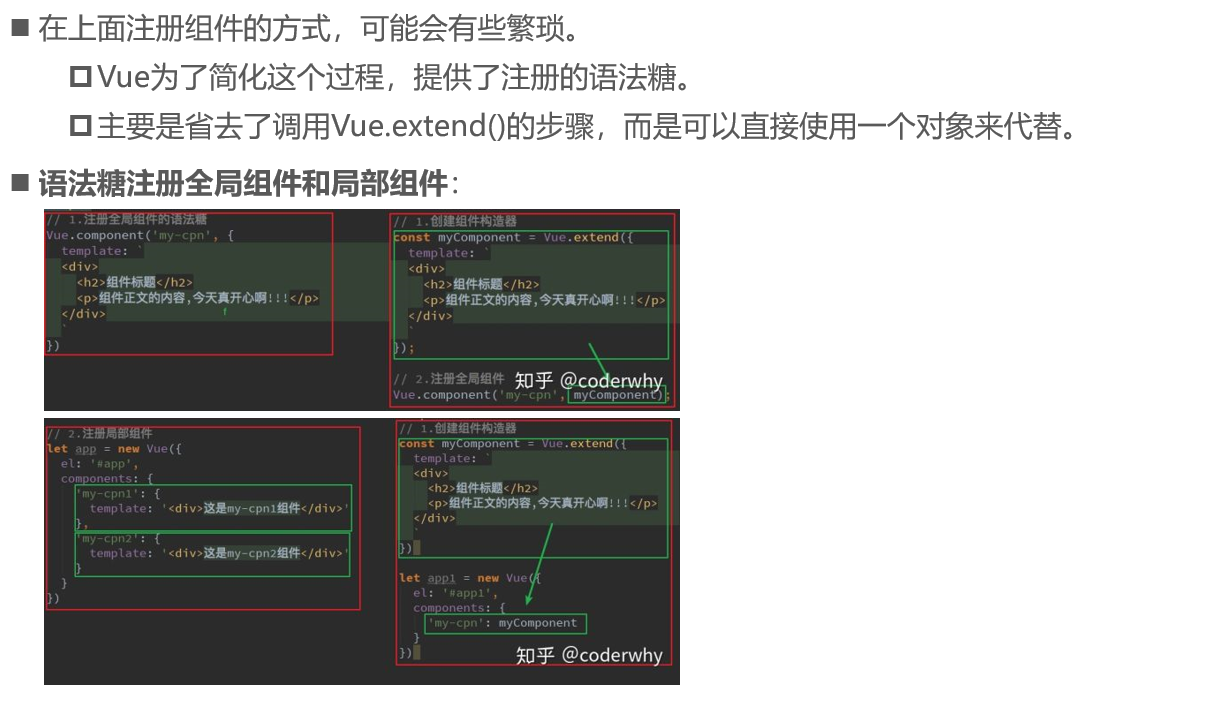 在上面注册组件的方式，可能会有些繁琐。
Vue为了简化这个过程，提供了注册的语法糖。
主要是省去了调用Vue.extend()的步骤，而是可以直接使用一个对象来代替。
语法糖注册全局组件和局部组件：
// 1.注册全局组件的语法糖
Vue.component('my-cpn', {
template: `
<div>
<h2>组件标题</h2>
<p>组件正文的内容,今天真开心啊!!!</p>
</div>
`
})
// 1.创建组件构造器
const myComponent = Vue.extend({
template: `
<div>
<h2>组件标题</h2>
<p>组件正文的内容,今天真开心啊!!!</p>
</div>
`
});
// 2.注册全局组件
知乎 @coderwhy
Vue.component('my-cpn', myComponent);
// 2.注册局部组件
let app = new Vue({
el: '#app',
components: {
'my-cpn1': {
template: '<div>这是my-cpn1组件</div>'
},
'my-cpn2': {
template: '<div>这是my-cpn2组件</div>'
}
}
})
// 1.创建组件构造器
const myComponent = Vue.extend({
template: `
<div>
<h2>组件标题</h2>
<p>组件正文的内容,今天真开心啊!!!</p>
</div>
`
})
let app1 = new Vue({
el: '#app1',
components: {
'my-cpn': myComponent
}
})
知乎 @coderwhy